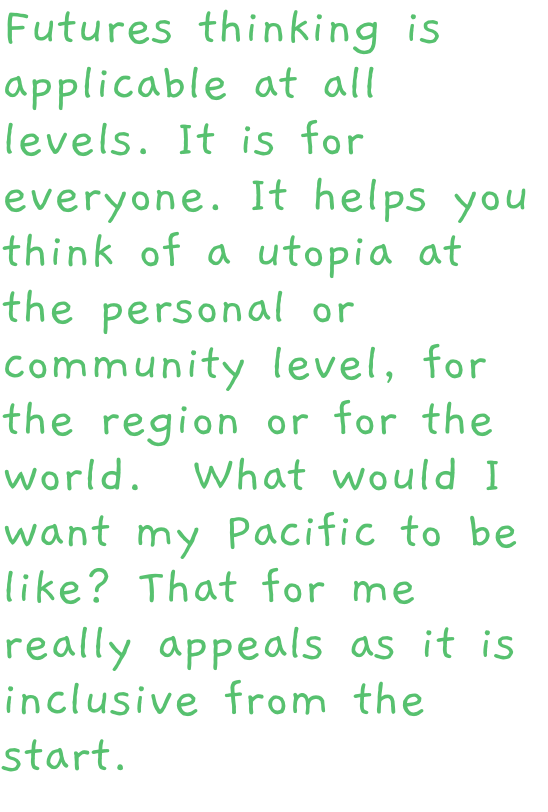 Futures thinking is
applicable at all
levels. It is for
everyone. It helps you
think of a utopia at
the personal or
community level, for
the region or for the
world.  What would I
want my Pacific to be
like? That for me
really appeals as it is
inclusive from the
start.